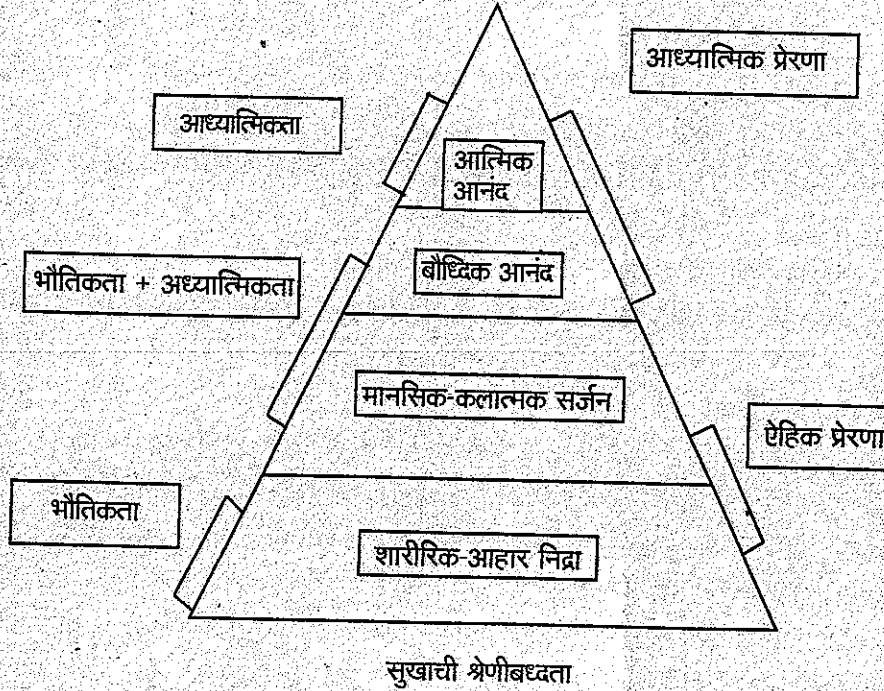 आध्यात्मिक प्रेरणा
आध्यात्मिकता
आत्मिक
आनंद
भौतिकता + अध्यात्मिकता
बौध्दिक आनंद
मानसिक-कलात्मक सर्जन
ऐहिक प्रेरणा
भौतिकता
शारीरिक-आहार निद्रा
सुखाची श्रेणीबध्दता